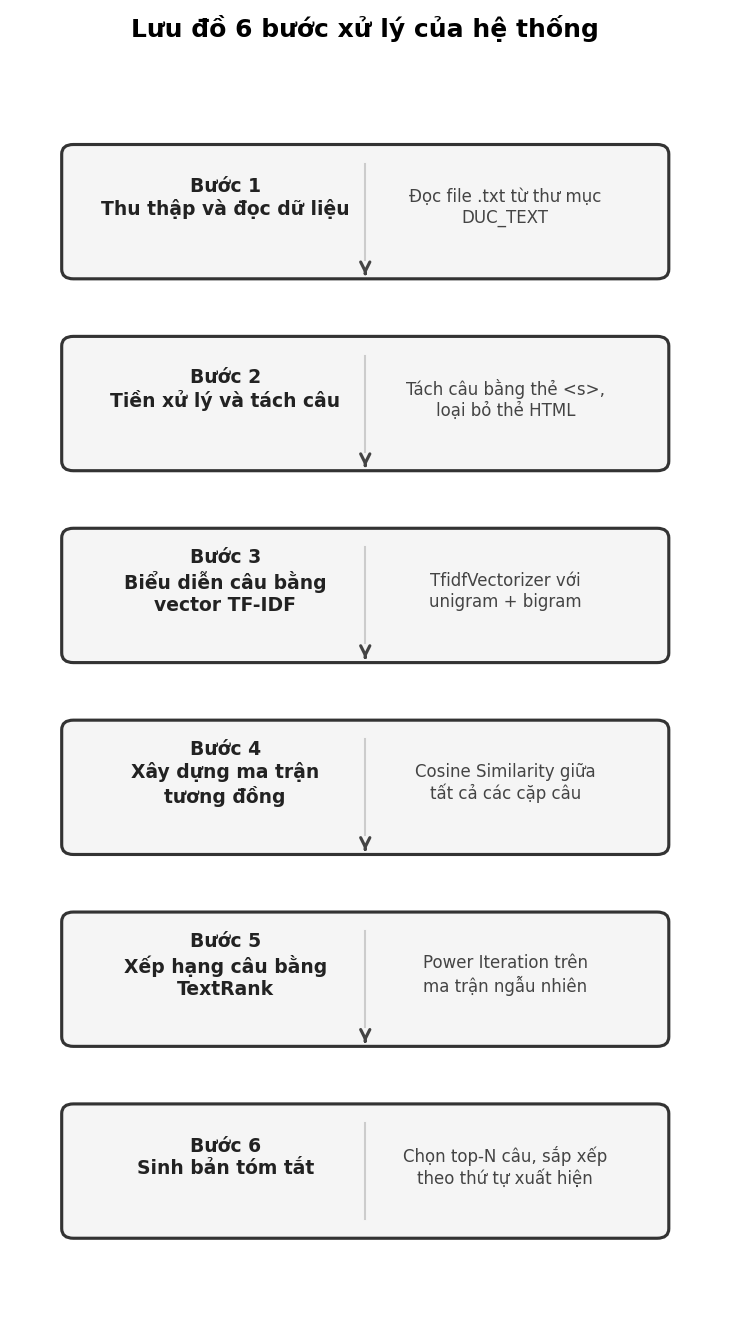 Lưu đồ 6 bước xử lý của hệ thống
Bước 1
Thu thập và đọc dữ liệu
Đọc file .txt từ thư mục
DUC_TEXT
Bước 2
Tiền xử lý và tách câu
Tách câu bằng thẻ <s>,
loại bỏ thẻ HTML
Bước 3
Biểu diễn câu bằng
vector TF-IDF
TfidfVectorizer với
unigram + bigram
Bước 4
Xây dựng ma trận
tương đồng
Cosine Similarity giữa
tất cả các cặp câu
Bước 5
Xếp hạng câu bằng
TextRank
Power Iteration trên
ma trận ngẫu nhiên
Bước 6
Sinh bản tóm tắt
Chọn top-N câu, sắp xếp
theo thứ tự xuất hiện